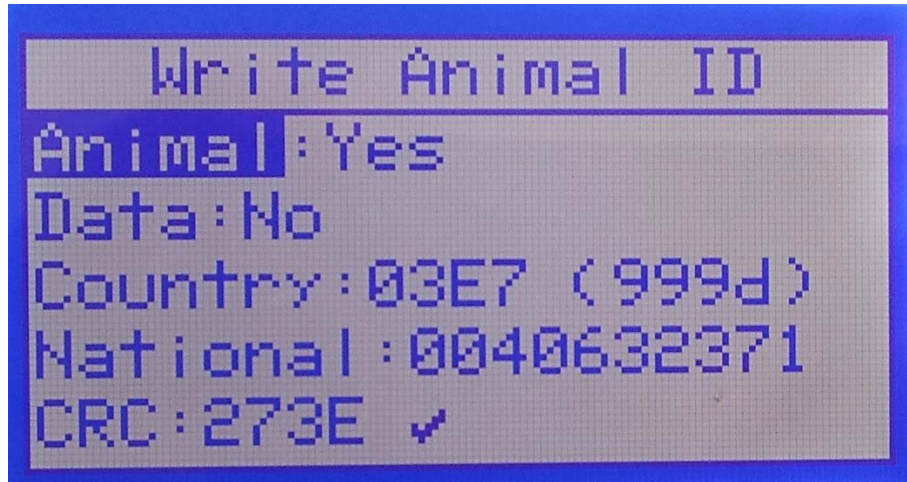 Write Animal ID
Animal:Yes
Data:No
Country:03E7 (999d)
National:0040632371
CRC:273E ✔